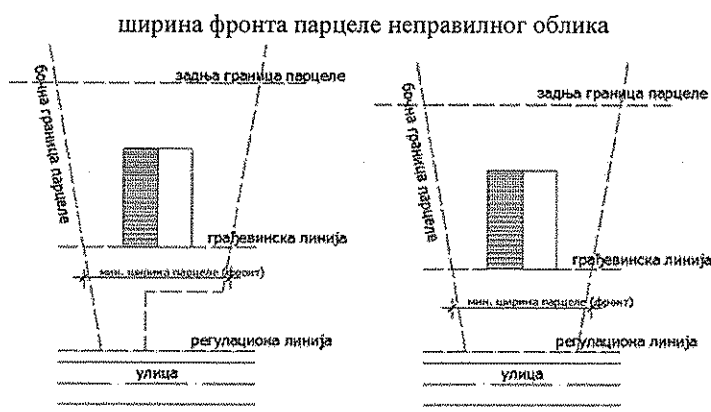 ширина фронта парцеле неправилног облика
задња граница парцеле
бочна граница парцеле
грађевинска линија
мин. ширина парцеле (фронт)
регулациона линија
улица
задња граница парцеле
бочна граница парцеле
грађевинска линија
мин. ширина парцеле (фронт)
регулациона линија
улица